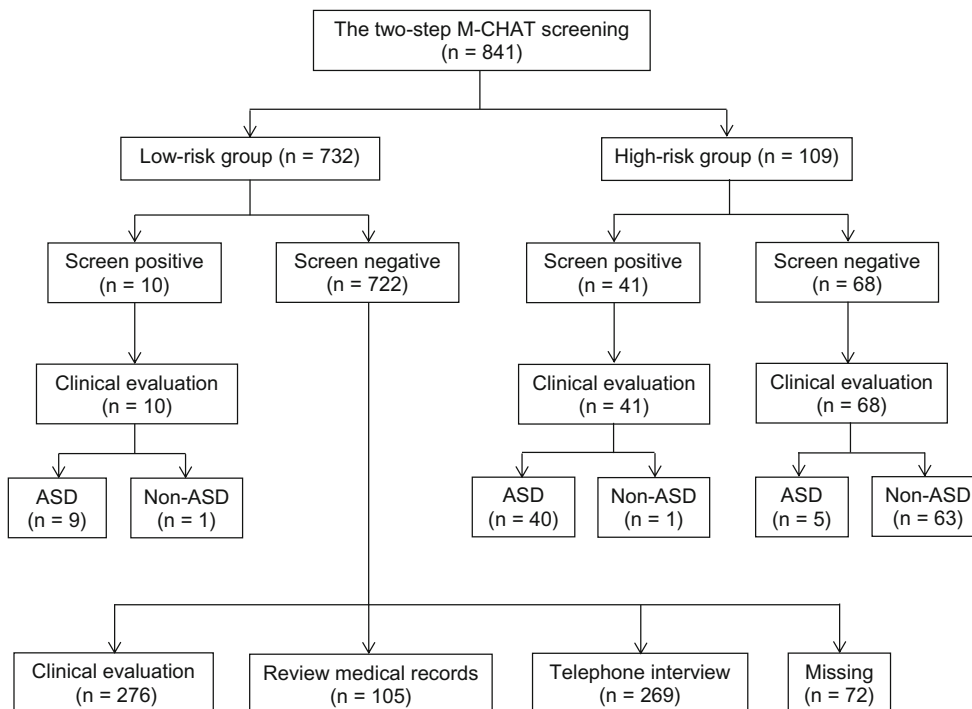 The two-step M-CHAT screening
(n = 841)
Low-risk group (n = 732)
High-risk group (n = 109)
Screen positive
(n = 10)
Screen negative
(n = 722)
Screen positive
(n = 41)
Screen negative
(n = 68)
Clinical evaluation
(n = 10)
Clinical evaluation
(n = 41)
Clinical evaluation
(n = 68)
ASD
(n = 9)
Non-ASD
(n = 1)
ASD
(n = 40)
Non-ASD
(n = 1)
ASD
(n = 5)
Non-ASD
(n = 63)
Clinical evaluation
(n = 276)
Review medical records
(n = 105)
Telephone interview
(n = 269)
Missing
(n = 72)